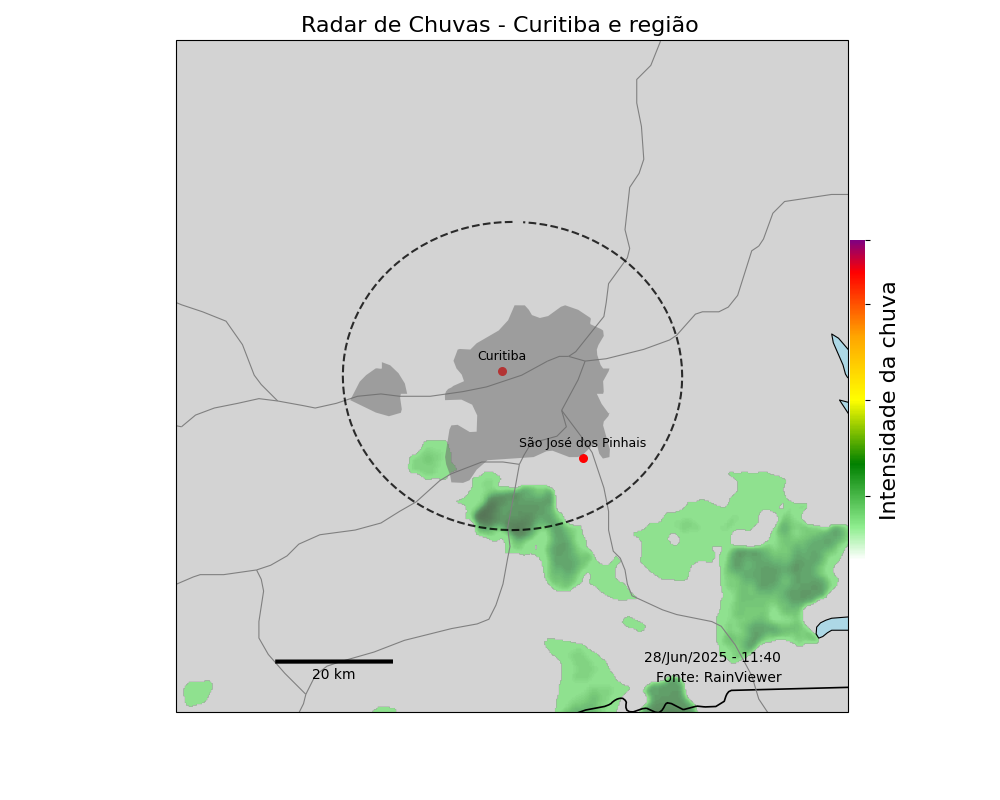 Radar de Chuvas - Curitiba e região
Curitiba
São José dos Pinhais
Intensidade da chuva
28/Jun/2025 - 11:40
Fonte: RainViewer
20 km